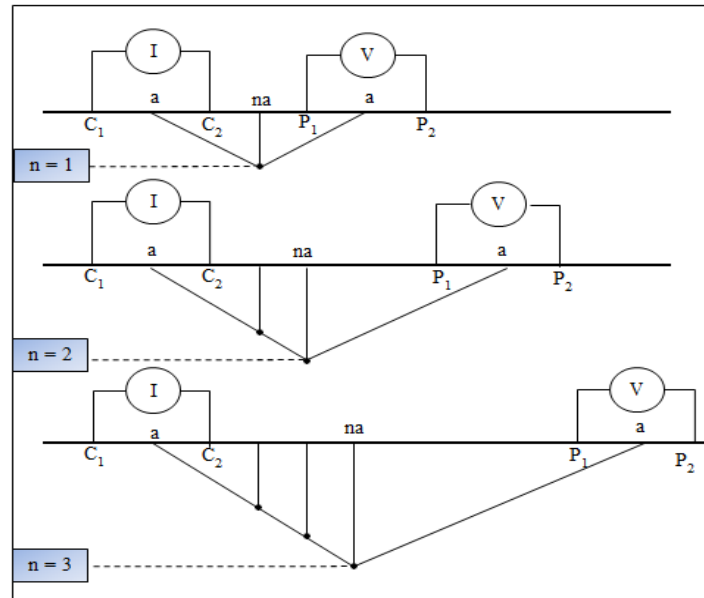 I V
a na a
C₁ C₂ P₁ P₂
n = 1
I V
a na a
C₁ C₂ P₁ P₂
n = 2
I V
na
a a
C₁ C₂ P₁ P₂
n = 3